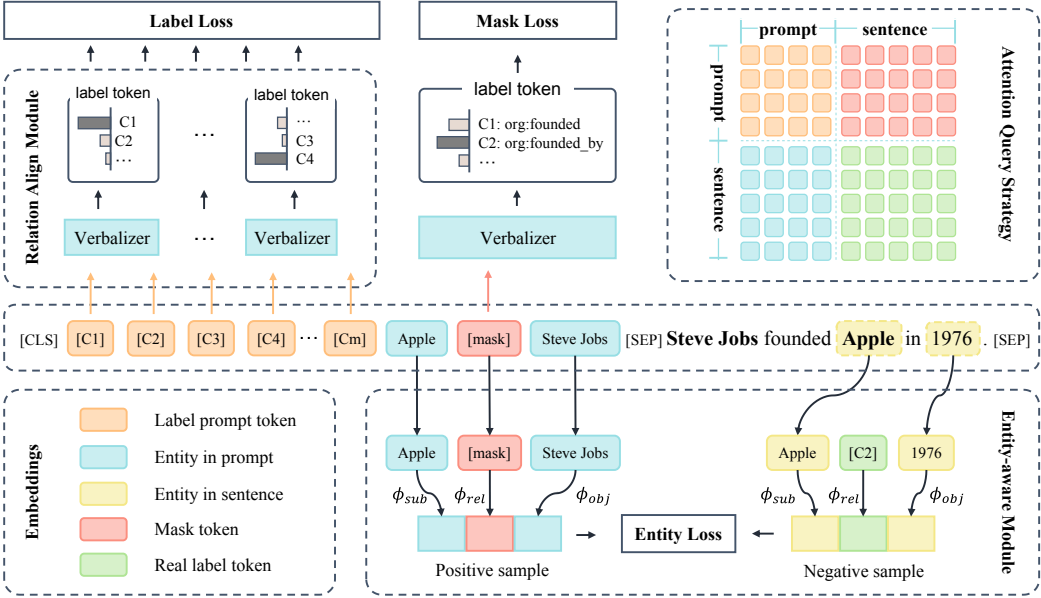 Label Loss
Mask Loss
Relation Align Module
label token
C1
C2
...
...
label token
...
C3
C4
Verbalizer
...
Verbalizer
label token
C1: org:founded
C2: org:founded_by
...
Verbalizer
prompt
sentence
prompt
sentence
Attention Query Strategy
[CLS] [C1] [C2] [C3] [C4] ... [Cm] Apple [mask] Steve Jobs [SEP] Steve Jobs founded Apple in 1976 . [SEP]
Embeddings
Label prompt token
Entity in prompt
Entity in sentence
Mask token
Real label token
Apple [mask] Steve Jobs
ϕsub ϕrel ϕobj
Positive sample
Entity Loss
Apple [C2] 1976
ϕsub ϕrel ϕobj
Negative sample
Entity-aware Module